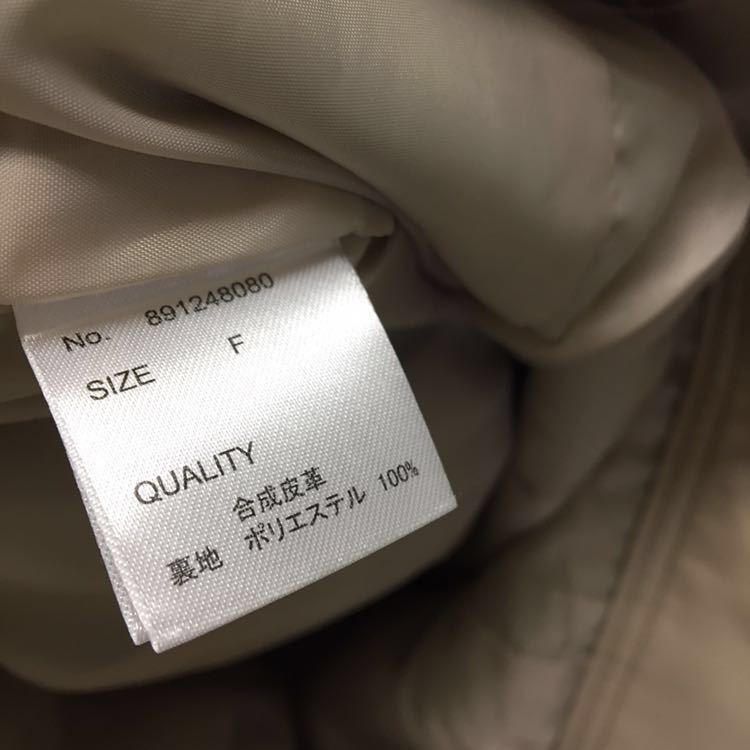 No. 891248080
SIZE F
QUALITY
合成皮革
裏地 ポリエステル 100%